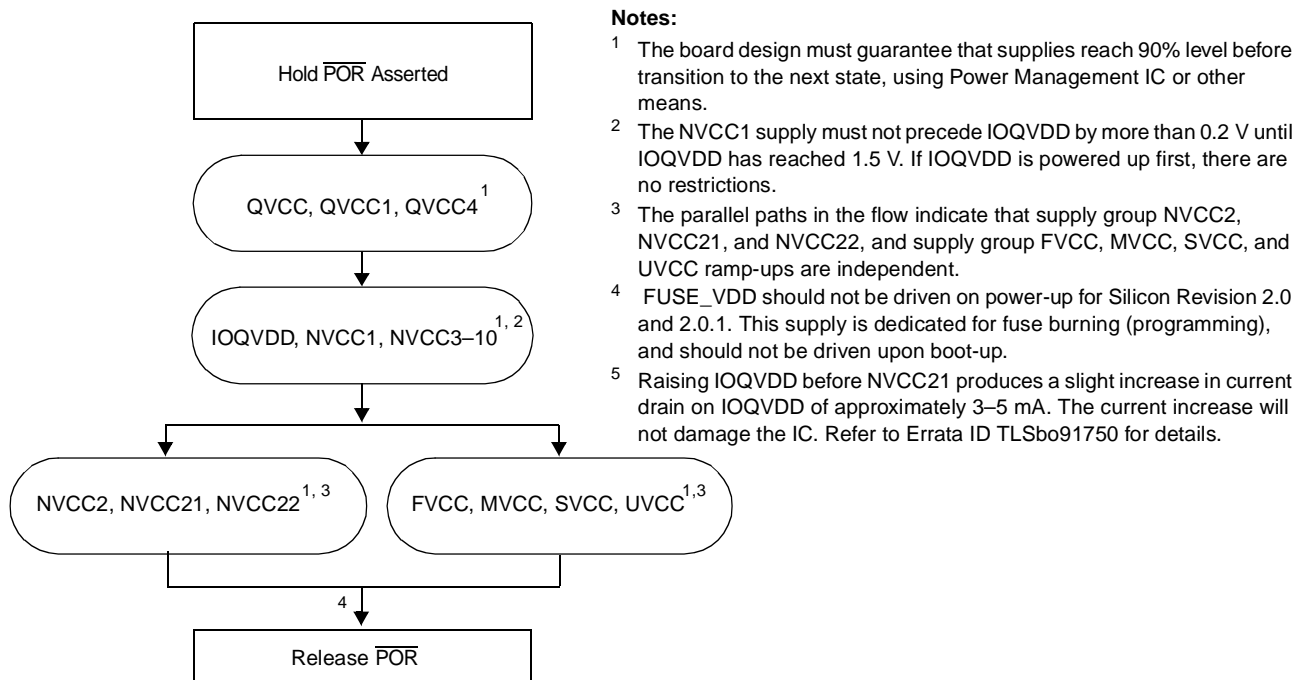 Hold POR Asserted
QVCC, QVCC1, QVCC4 1
IOQVDD, NVCC1, NVCC3–10 1, 2
NVCC2, NVCC21, NVCC22 1, 3
FVCC, MVCC, SVCC, UVCC 1,3
4
Release POR
Notes:
1 The board design must guarantee that supplies reach 90% level before
transition to the next state, using Power Management IC or other
means.
2 The NVCC1 supply must not precede IOQVDD by more than 0.2 V until
IOQVDD has reached 1.5 V. If IOQVDD is powered up first, there are
no restrictions.
3 The parallel paths in the flow indicate that supply group NVCC2,
NVCC21, and NVCC22, and supply group FVCC, MVCC, SVCC, and
UVCC ramp-ups are independent.
4 FUSE_VDD should not be driven on power-up for Silicon Revision 2.0
and 2.0.1. This supply is dedicated for fuse burning (programming),
and should not be driven upon boot-up.
5 Raising IOQVDD before NVCC21 produces a slight increase in current
drain on IOQVDD of approximately 3–5 mA. The current increase will
not damage the IC. Refer to Errata ID TLSbo91750 for details.